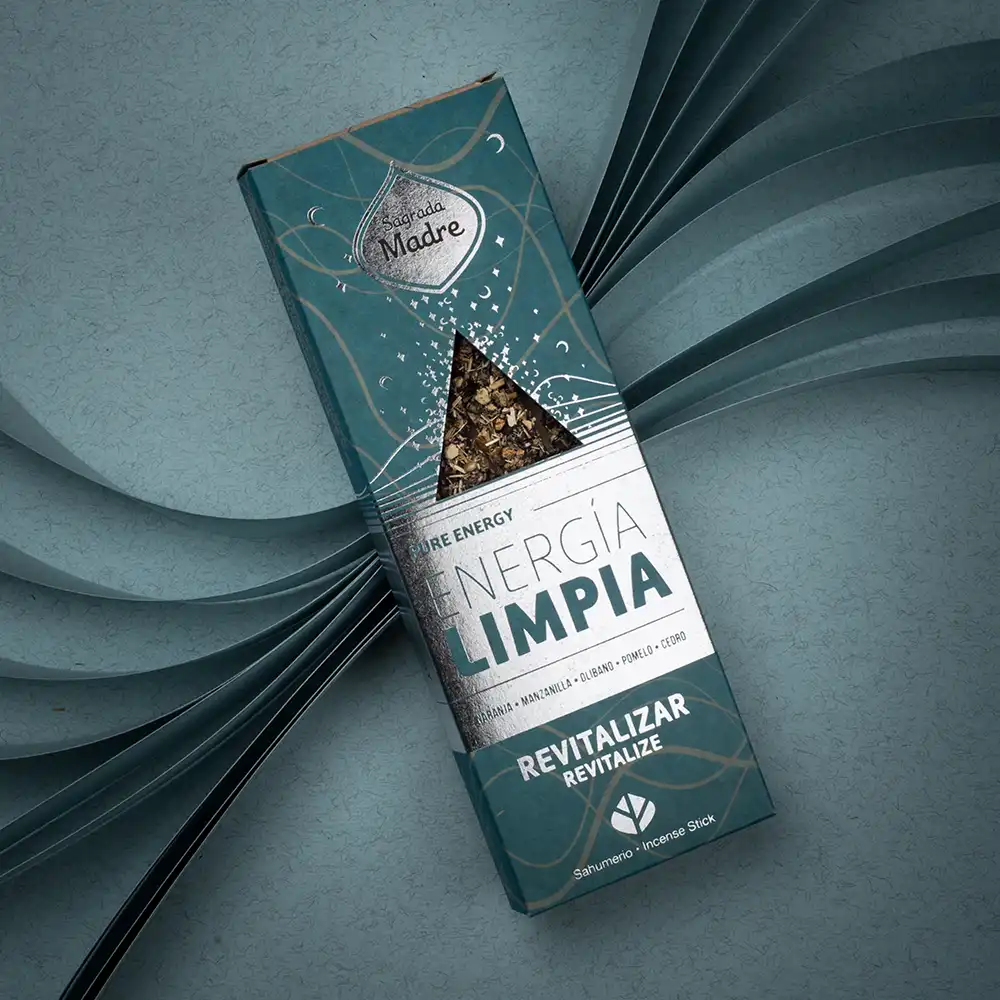 Sagrada
Madre
PURE ENERGY
ENERGÍA
LIMPIA
NARANJA • MANZANILLA • OLIBANO • POMELO • CEDRO
REVITALIZAR
REVITALIZE
Sahumerio • Incense Stick